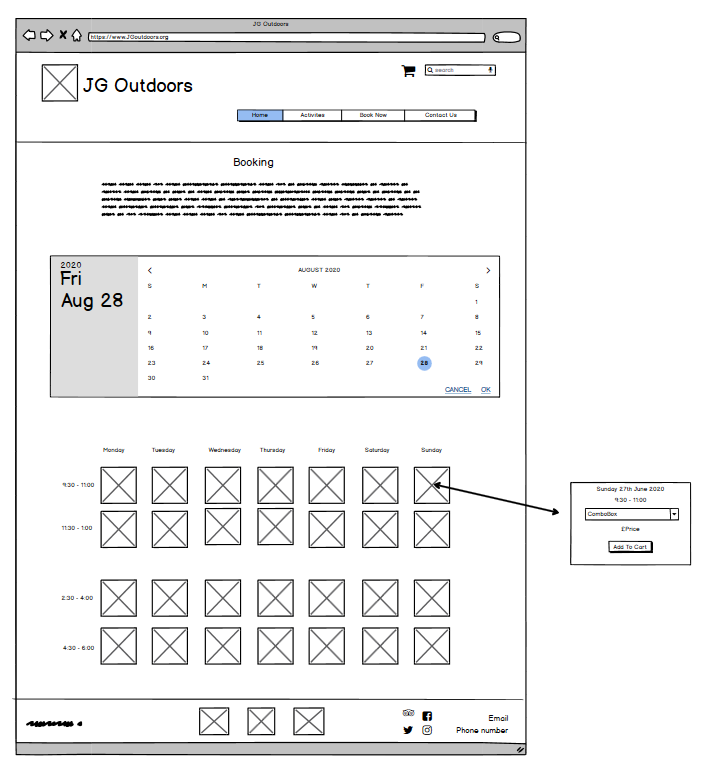 JG Outdoors
https://www.JGoutdoors.org
search
JG Outdoors
Home Activites Book Now Contact Us
Booking
2020
Fri
Aug 28
AUGUST 2020
S M T W T F S
1
2 3 4 5 6 7 8
9 10 11 12 13 14 15
16 17 18 19 20 21 22
23 24 25 26 27 28 29
30 31
CANCEL OK
Monday Tuesday Wednesday Thursday Friday Saturday Sunday
9:30 - 11:00
11:30 - 1:00
2:30 - 4:00
4:30 - 6:00
Sunday 27th June 2020
9:30 - 11:00
ComboBox
£Price
Add To Cart
Email
Phone number